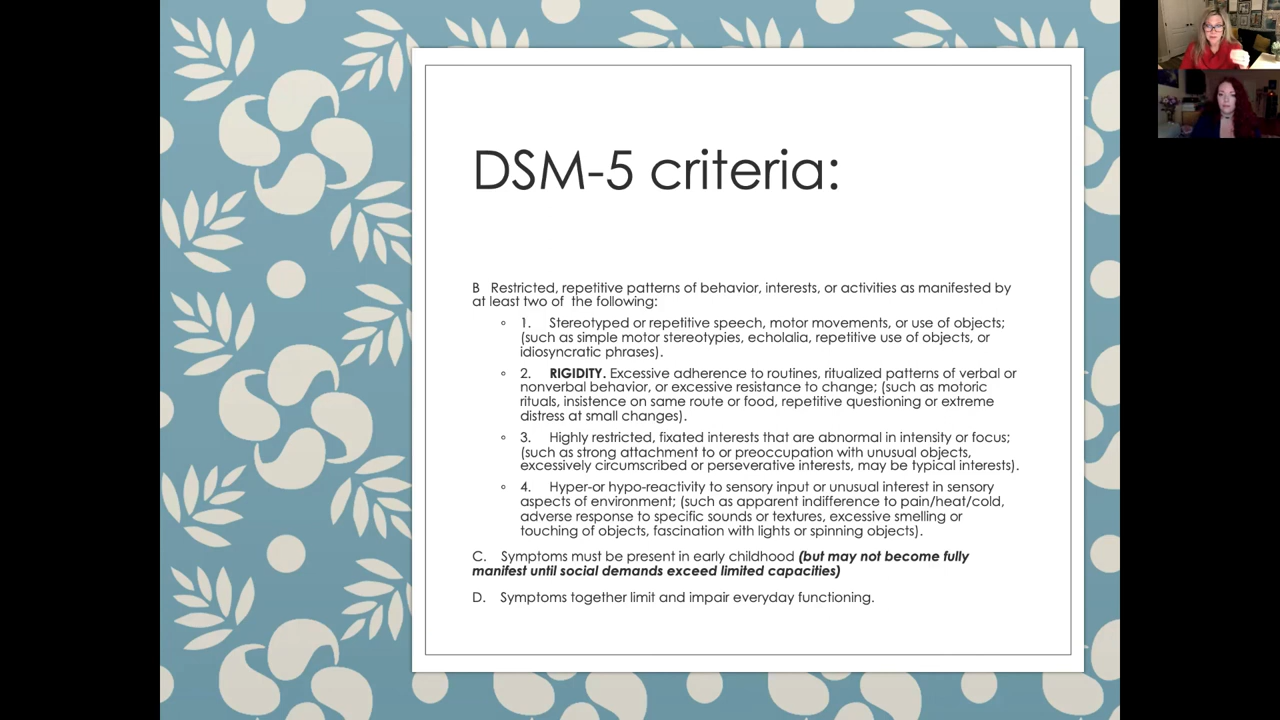 DSM-5 criteria:
B Restricted, repetitive patterns of behavior, interests, or activities as manifested by
at least two of the following:
◦ 1. Stereotyped or repetitive speech, motor movements, or use of objects;
(such as simple motor stereotypies, echolalia, repetitive use of objects, or
idiosyncratic phrases).
◦ 2. RIGIDITY. Excessive adherence to routines, ritualized patterns of verbal or
nonverbal behavior, or excessive resistance to change; (such as motoric
rituals, insistence on same route or food, repetitive questioning or extreme
distress at small changes).
◦ 3. Highly restricted, fixated interests that are abnormal in intensity or focus;
(such as strong attachment to or preoccupation with unusual objects,
excessively circumscribed or perseverative interests, may be typical interests).
◦ 4. Hyper-or hypo-reactivity to sensory input or unusual interest in sensory
aspects of environment; (such as apparent indifference to pain/heat/cold,
adverse response to specific sounds or textures, excessive smelling or
touching of objects, fascination with lights or spinning objects).
C. Symptoms must be present in early childhood (but may not become fully
manifest until social demands exceed limited capacities)
D. Symptoms together limit and impair everyday functioning.